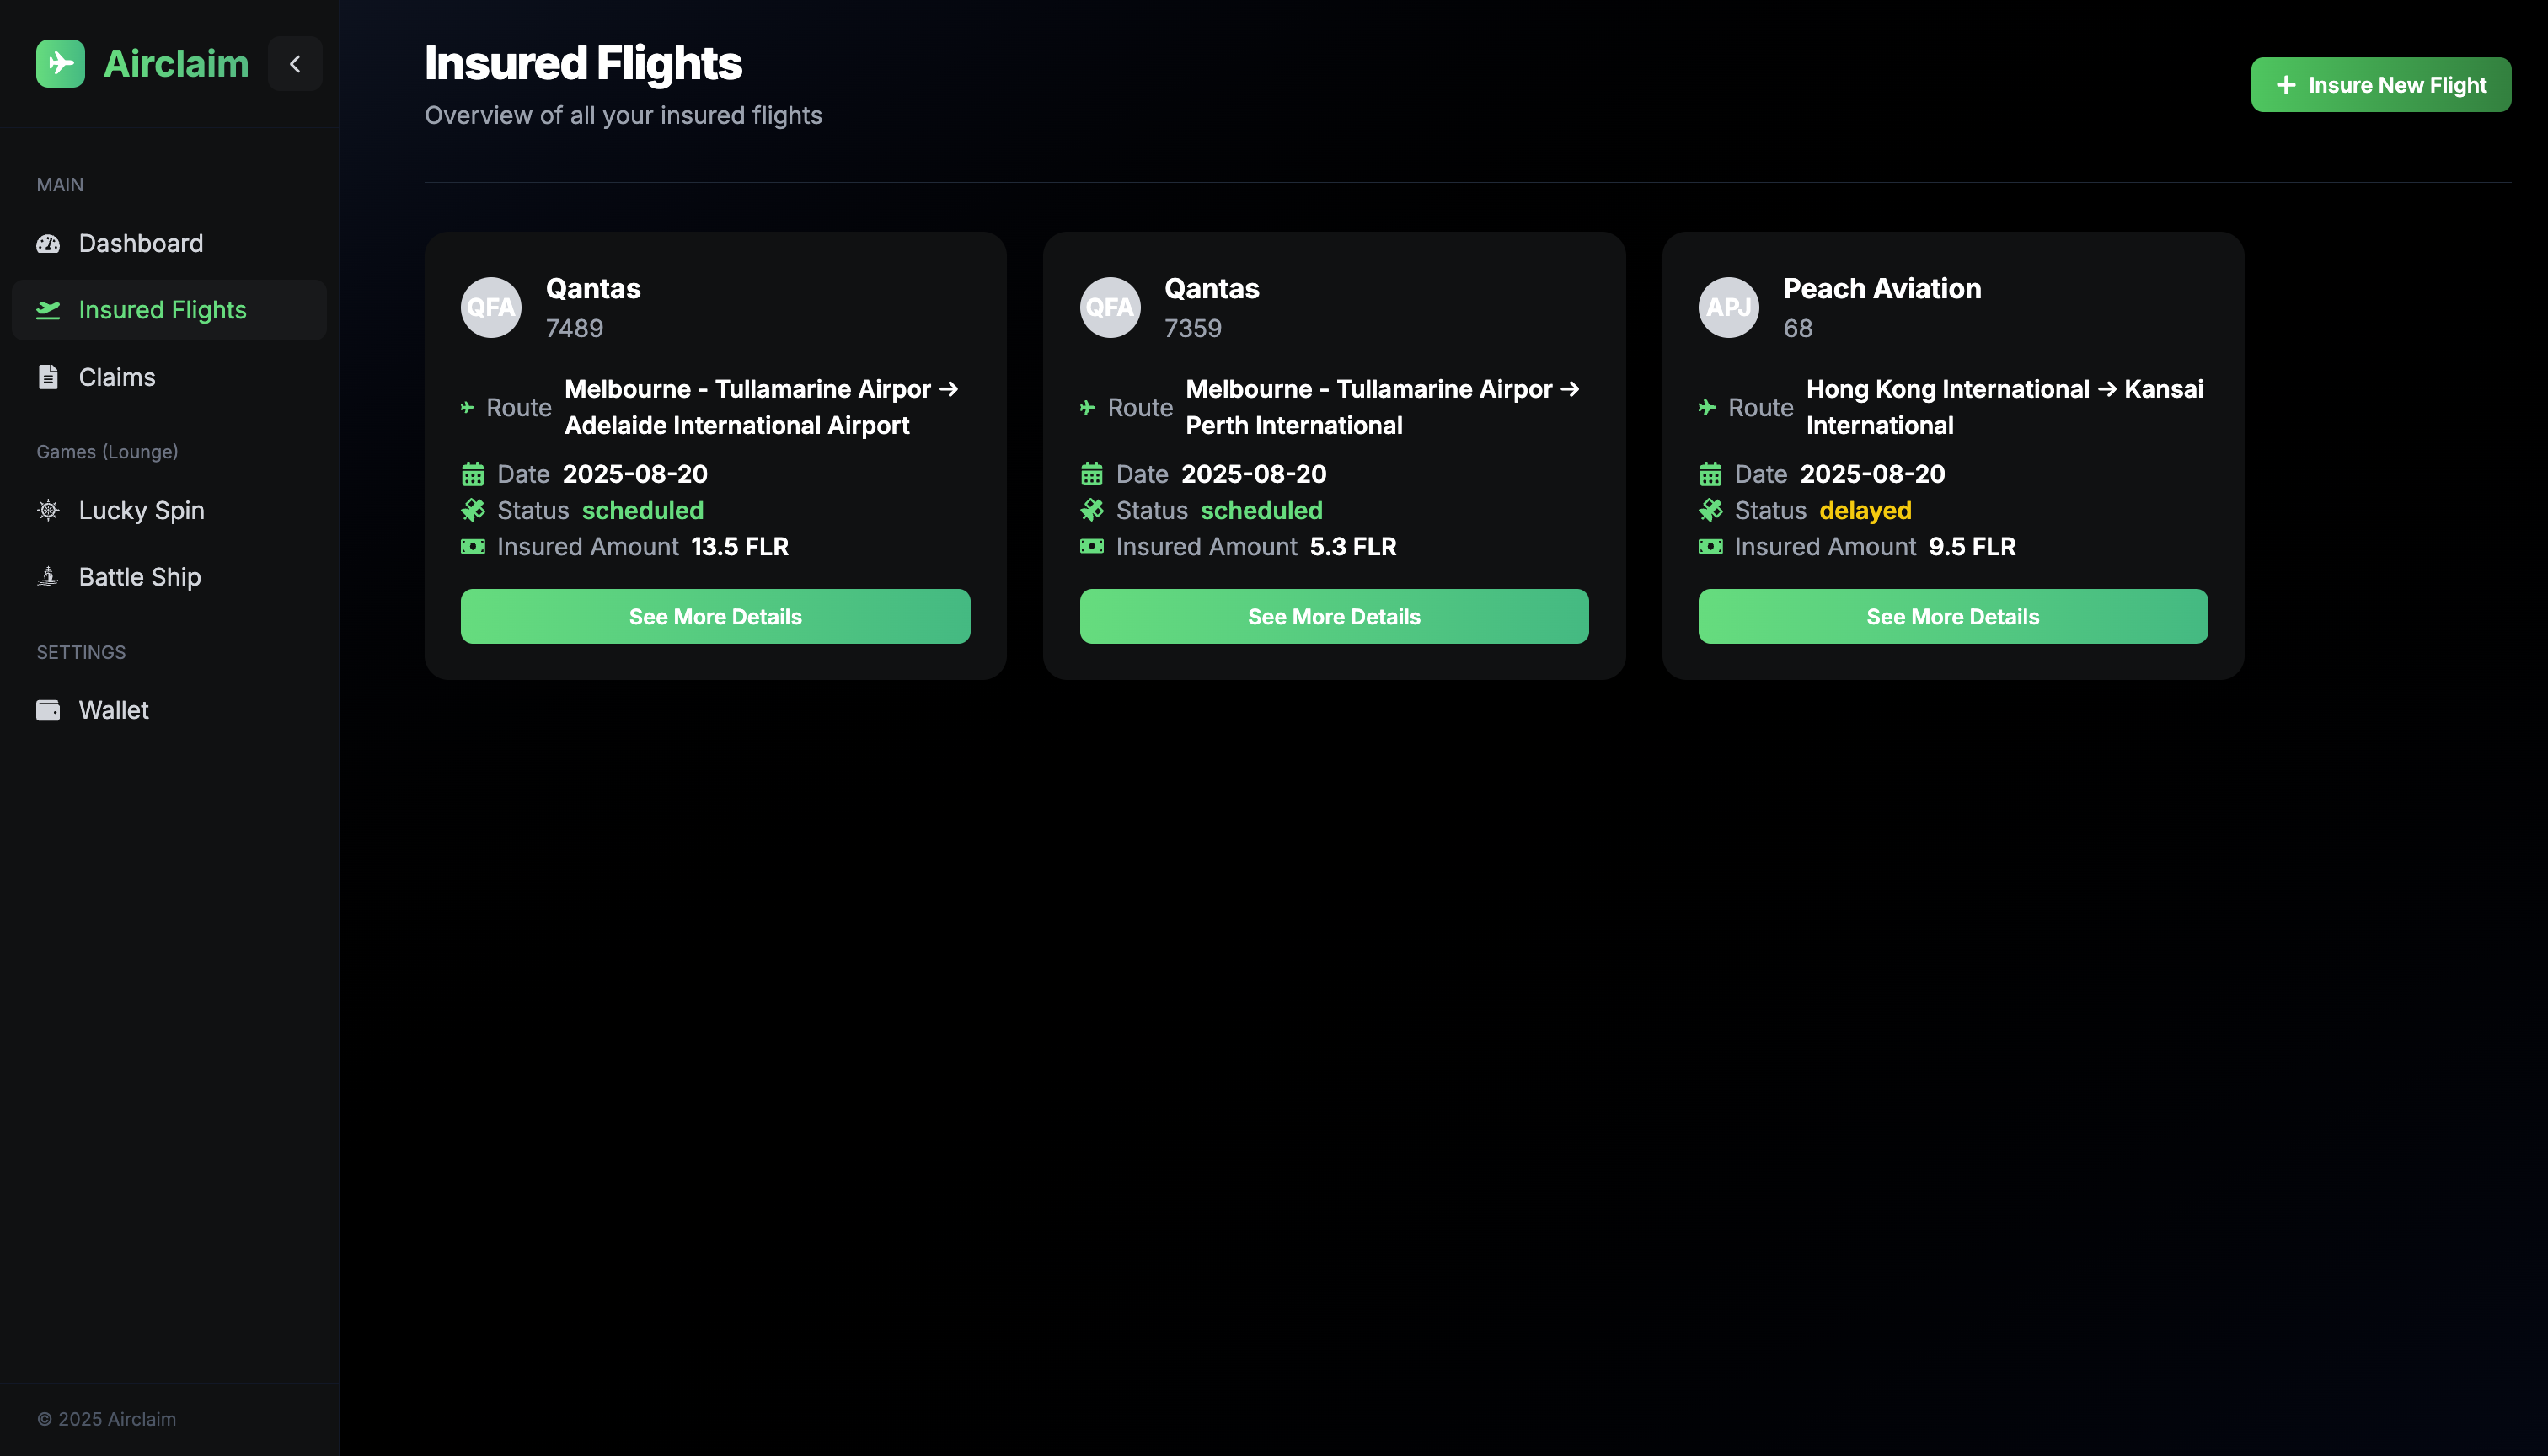 Airclaim
MAIN
Dashboard
Insured Flights
Claims
Games (Lounge)
Lucky Spin
Battle Ship
SETTINGS
Wallet
© 2025 Airclaim
Insured Flights
Overview of all your insured flights
Insure New Flight
QFA
Qantas
7489
Route
Melbourne - Tullamarine Airpor →
Adelaide International Airport
Date 2025-08-20
Status scheduled
Insured Amount 13.5 FLR
See More Details
QFA
Qantas
7359
Route
Melbourne - Tullamarine Airpor →
Perth International
Date 2025-08-20
Status scheduled
Insured Amount 5.3 FLR
See More Details
APJ
Peach Aviation
68
Route
Hong Kong International → Kansai
International
Date 2025-08-20
Status delayed
Insured Amount 9.5 FLR
See More Details